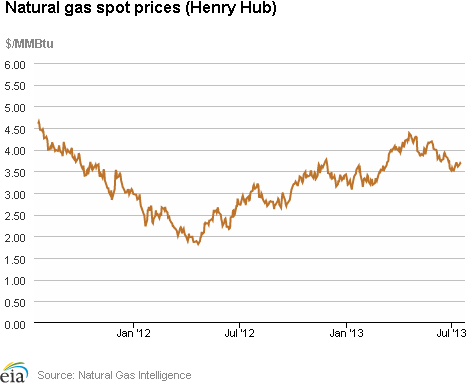 Natural gas spot prices (Henry Hub)
$/MMBtu
6.00
5.50
5.00
4.50
4.00
3.50
3.00
2.50
2.00
1.50
1.00
0.50
0.00
Jan '12
Jul '12
Jan '13
Jul '13
eia
Source: Natural Gas Intelligence